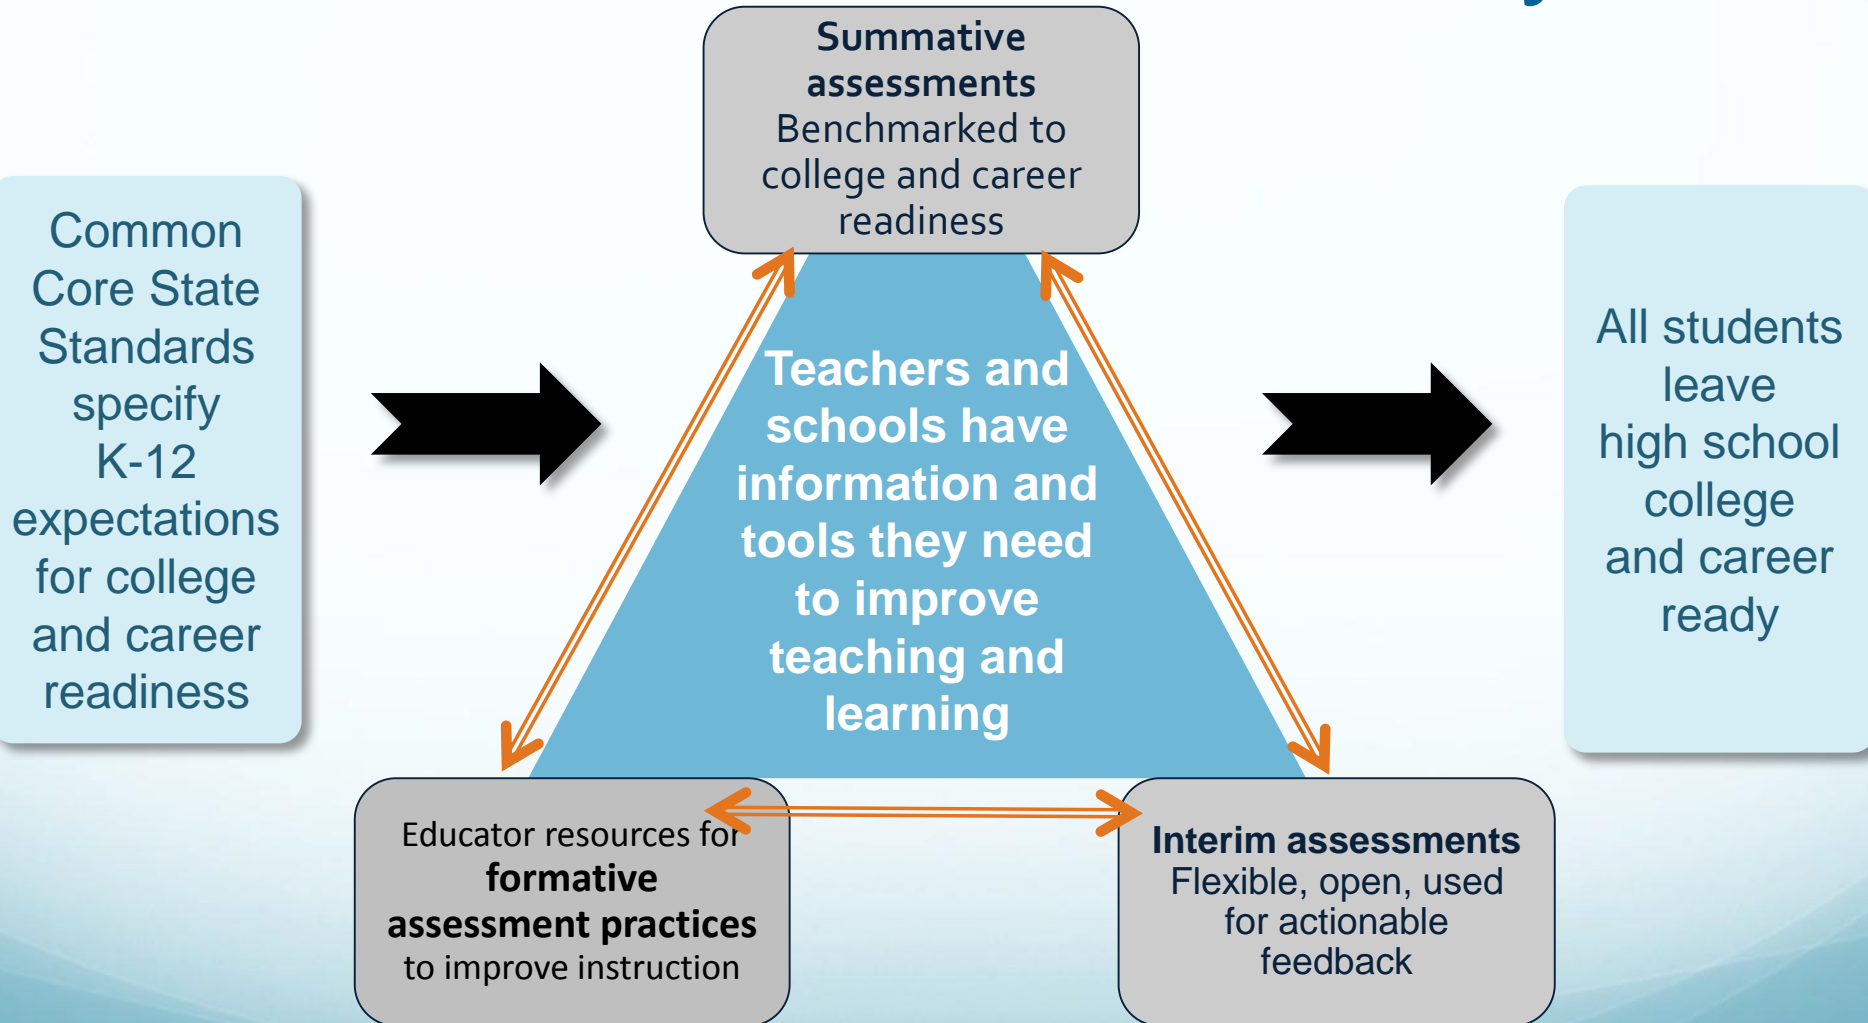 Summative
assessments
Benchmarked to
college and career
readiness
Common
Core State
Standards
specify
K-12
expectations
for college
and career
readiness
Teachers and
schools have
information and
tools they need
to improve
teaching and
learning
All students
leave
high school
college
and career
ready
Educator resources for
formative
assessment practices
to improve instruction
Interim assessments
Flexible, open, used
for actionable
feedback